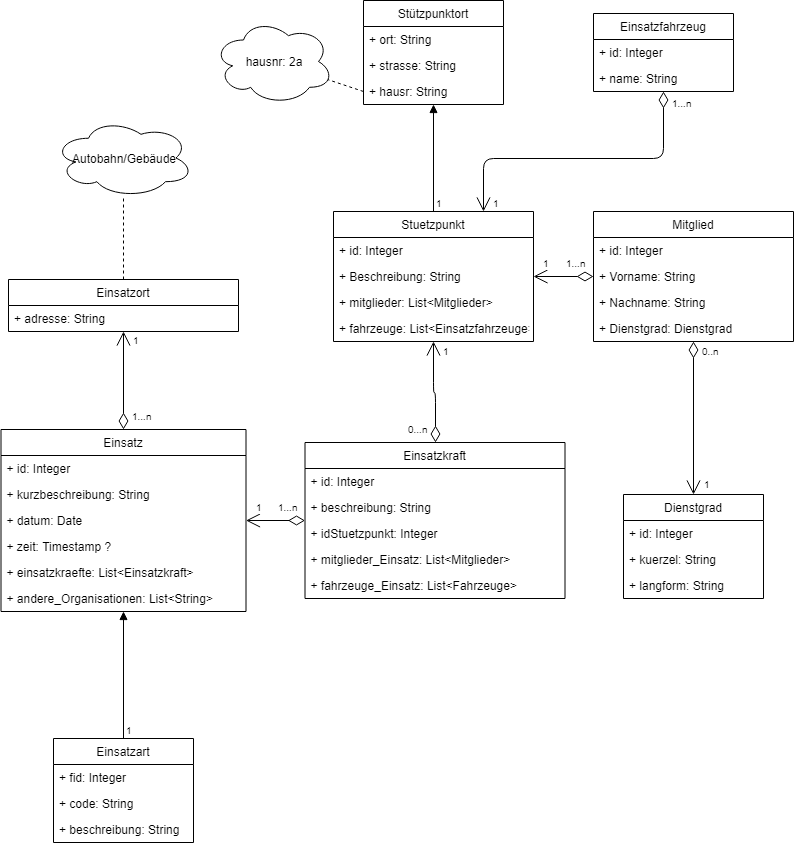 Stützpunktort
+ ort: String
+ strasse: String
+ hausr: String
hausnr: 2a
Einsatzfahrzeug
+ id: Integer
+ name: String
1...n
1
1
Autobahn/Gebäude
Stuetzpunkt
+ id: Integer
+ Beschreibung: String
+ mitglieder: List<Mitglieder>
+ fahrzeuge: List<Einsatzfahrzeuge
1
1...n
Mitglied
+ id: Integer
+ Vorname: String
+ Nachname: String
+ Dienstgrad: Dienstgrad
Einsatzort
+ adresse: String
1
1
0..n
1...n
0...n
Einsatz
+ id: Integer
+ kurzbeschreibung: String
+ datum: Date
+ zeit: Timestamp ?
+ einsatzkraefte: List<Einsatzkraft>
+ andere_Organisationen: List<String>
1
1...n
Einsatzkraft
+ id: Integer
+ beschreibung: String
+ idStuetzpunkt: Integer
+ mitglieder_Einsatz: List<Mitglieder>
+ fahrzeuge_Einsatz: List<Fahrzeuge>
1
Dienstgrad
+ id: Integer
+ kuerzel: String
+ langform: String
1
Einsatzart
+ fid: Integer
+ code: String
+ beschreibung: String